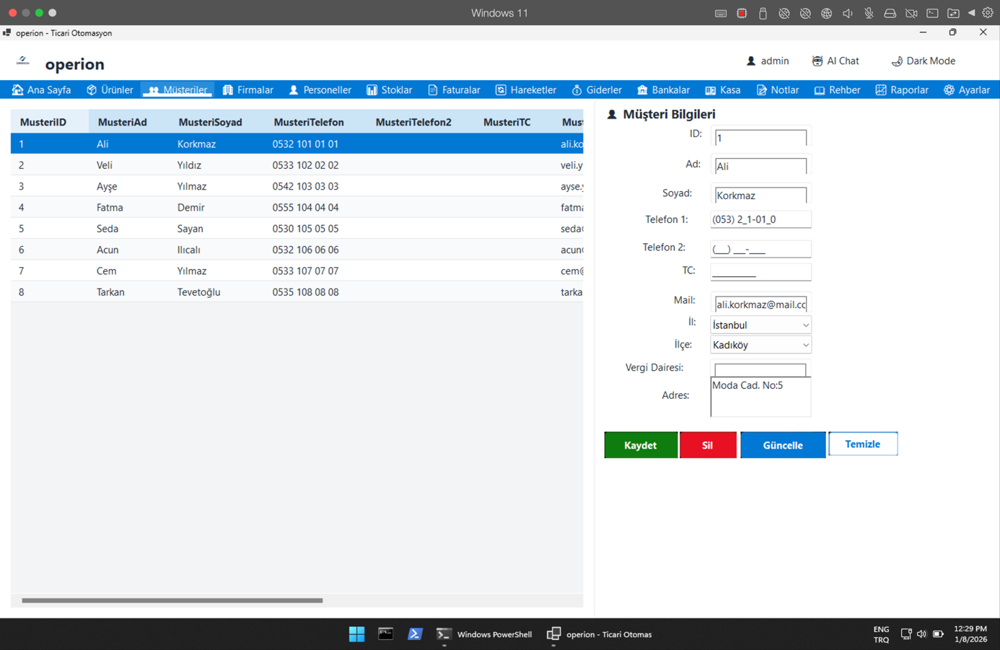 Windows 11
operion - Ticari Otomasyon
operion
admin
AI Chat
Dark Mode
Ana Sayfa
Ürünler
Müşteriler
Firmalar
Personeller
Stoklar
Faturalar
Hareketler
Giderler
Bankalar
Kasa
Notlar
Rehber
Raporlar
Ayarlar
MusteriID MusteriAd MusteriSoyad MusteriTelefon MusteriTelefon2 MusteriTC Must
1 Ali Korkmaz 0532 101 01 01 ali.ko
2 Veli Yıldız 0533 102 02 02 veli.y
3 Ayşe Yılmaz 0542 103 03 03 ayse.y
4 Fatma Demir 0555 104 04 04 fatma
5 Seda Sayan 0530 105 05 05 seda@
6 Acun Ilıcalı 0532 106 06 06 acun@
7 Cem Yılmaz 0533 107 07 07 cem@
8 Tarkan Tevetoğlu 0535 108 08 08 tarka
Müşteri Bilgileri
ID: 1
Ad: Ali
Soyad: Korkmaz
Telefon 1: (053) 2_1-01_0
Telefon 2: (__) __-___
TC: __________
Mail: ali.korkmaz@mail.cc
İl: İstanbul
İlçe: Kadıköy
Vergi Dairesi:
Adres: Moda Cad. No:5
Kaydet
Sil
Güncelle
Temizle
Windows PowerShell
operion - Ticari Otomas
ENG
TRQ
12:29 PM
1/8/2026